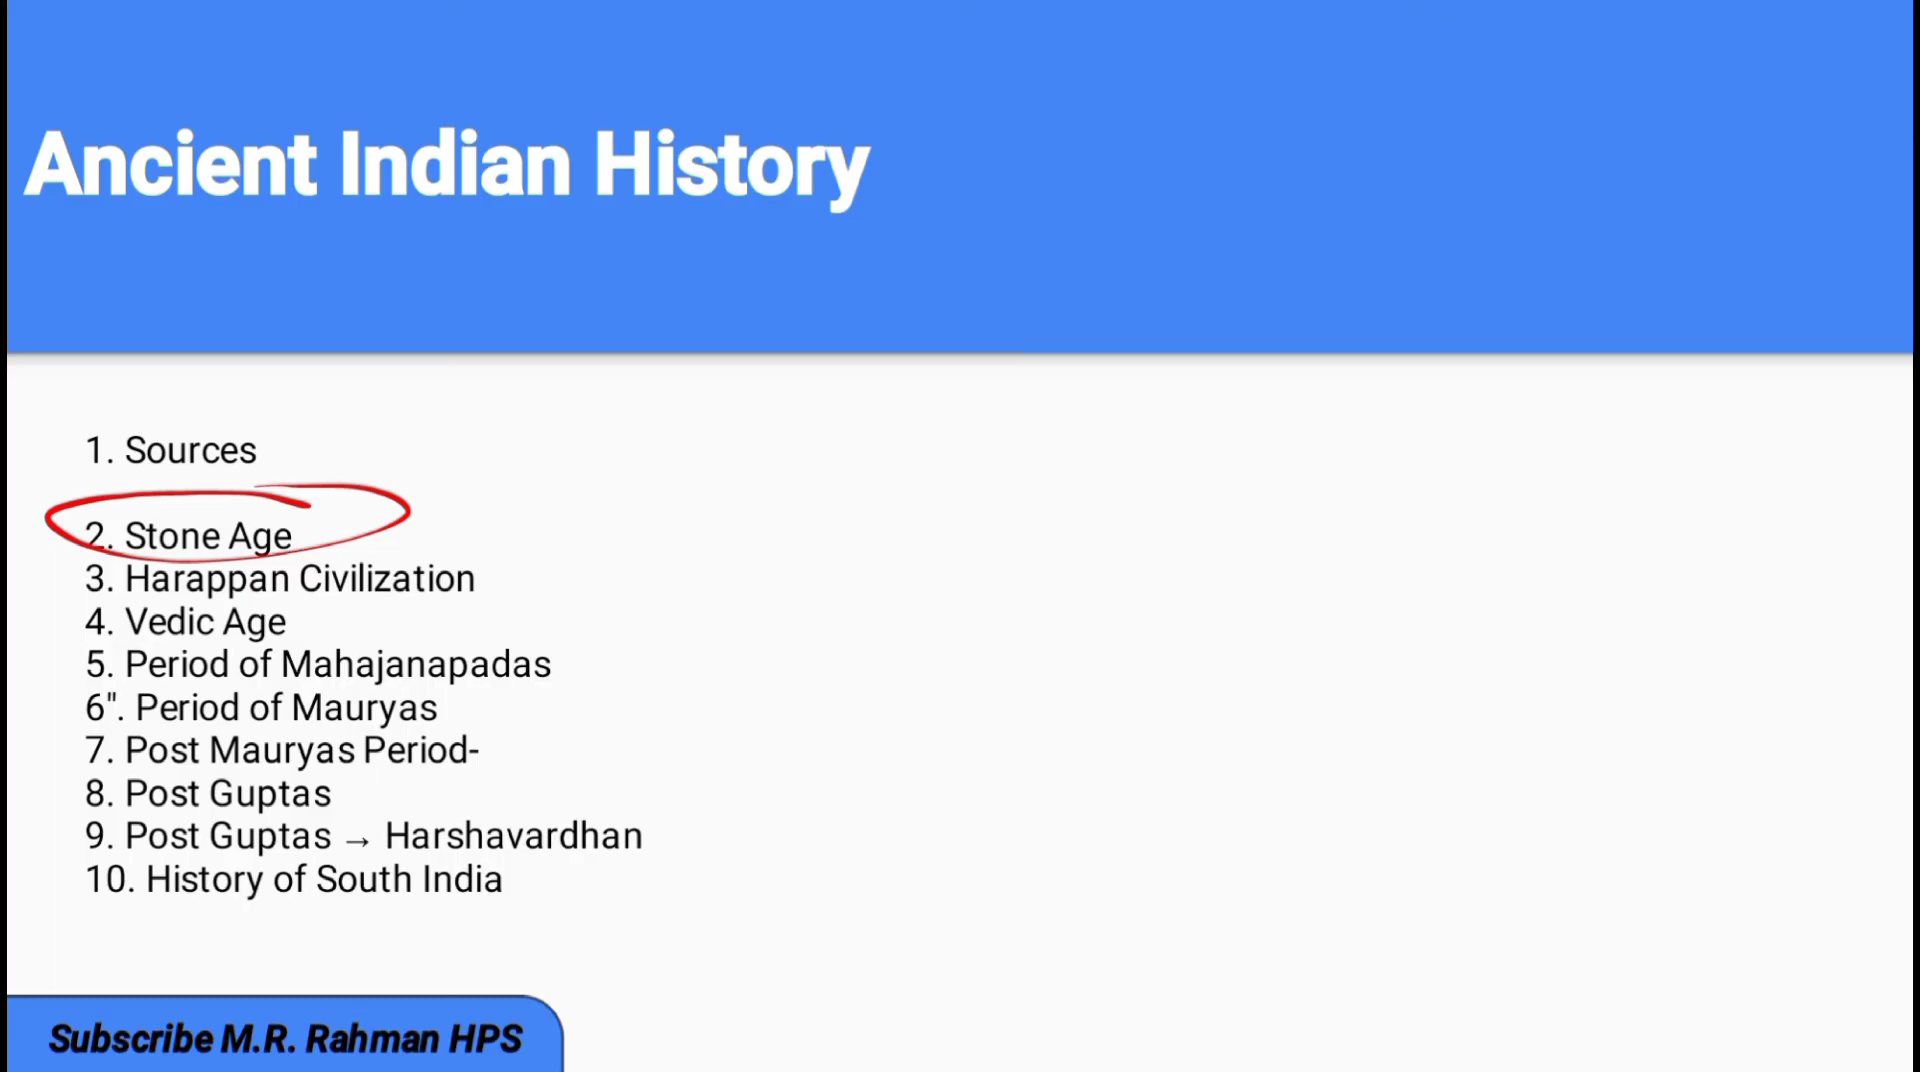 Ancient Indian History
1. Sources
2. Stone Age
3. Harappan Civilization
4. Vedic Age
5. Period of Mahajanapadas
6". Period of Mauryas
7. Post Mauryas Period-
8. Post Guptas
9. Post Guptas → Harshavardhan
10. History of South India
Subscribe M.R. Rahman HPS